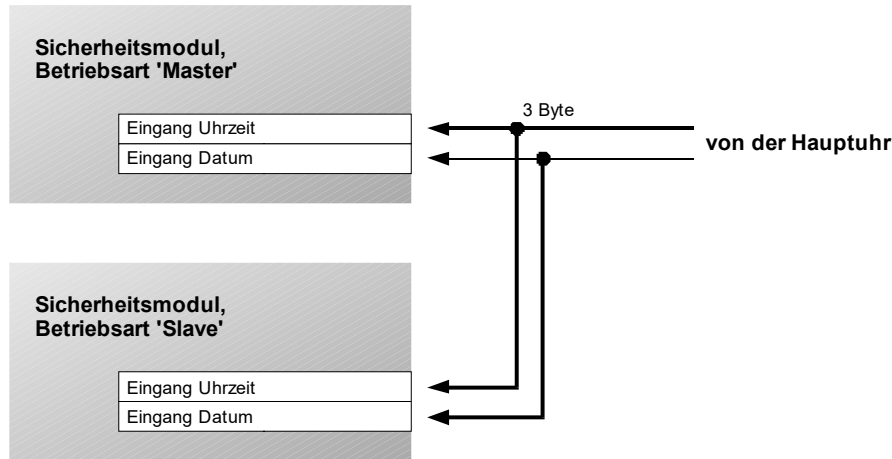 Sicherheitsmodul,
Betriebsart 'Master'
Eingang Uhrzeit
Eingang Datum
3 Byte
von der Hauptuhr
Sicherheitsmodul,
Betriebsart 'Slave'
Eingang Uhrzeit
Eingang Datum